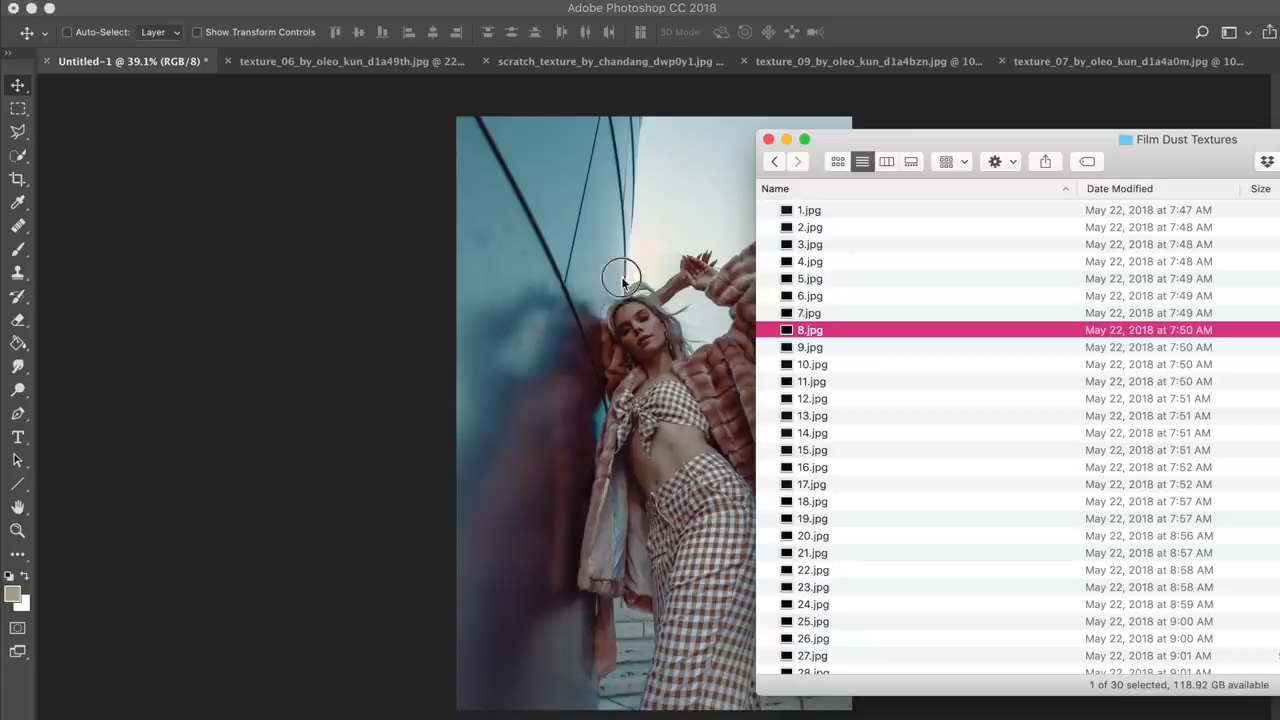 Adobe Photoshop CC 2018
Auto-Select: Layer Show Transform Controls 3D Mode:
Untitled-1 @ 39.1% (RGB/8) * texture_06_by_oleo_kun_d1a49th.jpg @ 22... scratch_texture_by_chandang_dwp0y1.jpg ... texture_09_by_oleo_kun_d1a4bzn.jpg @ 10... texture_07_by_oleo_kun_d1a4a0m.jpg @ 10...
Film Dust Textures
Name Date Modified Size
1.jpg May 22, 2018 at 7:47 AM
2.jpg May 22, 2018 at 7:48 AM
3.jpg May 22, 2018 at 7:48 AM
4.jpg May 22, 2018 at 7:48 AM
5.jpg May 22, 2018 at 7:49 AM
6.jpg May 22, 2018 at 7:49 AM
7.jpg May 22, 2018 at 7:49 AM
8.jpg May 22, 2018 at 7:50 AM
9.jpg May 22, 2018 at 7:50 AM
10.jpg May 22, 2018 at 7:50 AM
11.jpg May 22, 2018 at 7:50 AM
12.jpg May 22, 2018 at 7:51 AM
13.jpg May 22, 2018 at 7:51 AM
14.jpg May 22, 2018 at 7:51 AM
15.jpg May 22, 2018 at 7:51 AM
16.jpg May 22, 2018 at 7:52 AM
17.jpg May 22, 2018 at 7:52 AM
18.jpg May 22, 2018 at 7:57 AM
19.jpg May 22, 2018 at 7:57 AM
20.jpg May 22, 2018 at 8:56 AM
21.jpg May 22, 2018 at 8:57 AM
22.jpg May 22, 2018 at 8:58 AM
23.jpg May 22, 2018 at 8:58 AM
24.jpg May 22, 2018 at 8:59 AM
25.jpg May 22, 2018 at 9:00 AM
26.jpg May 22, 2018 at 9:00 AM
27.jpg May 22, 2018 at 9:01 AM
28.jpg May 22, 2018 at 9:01 AM
1 of 30 selected, 118.92 GB available